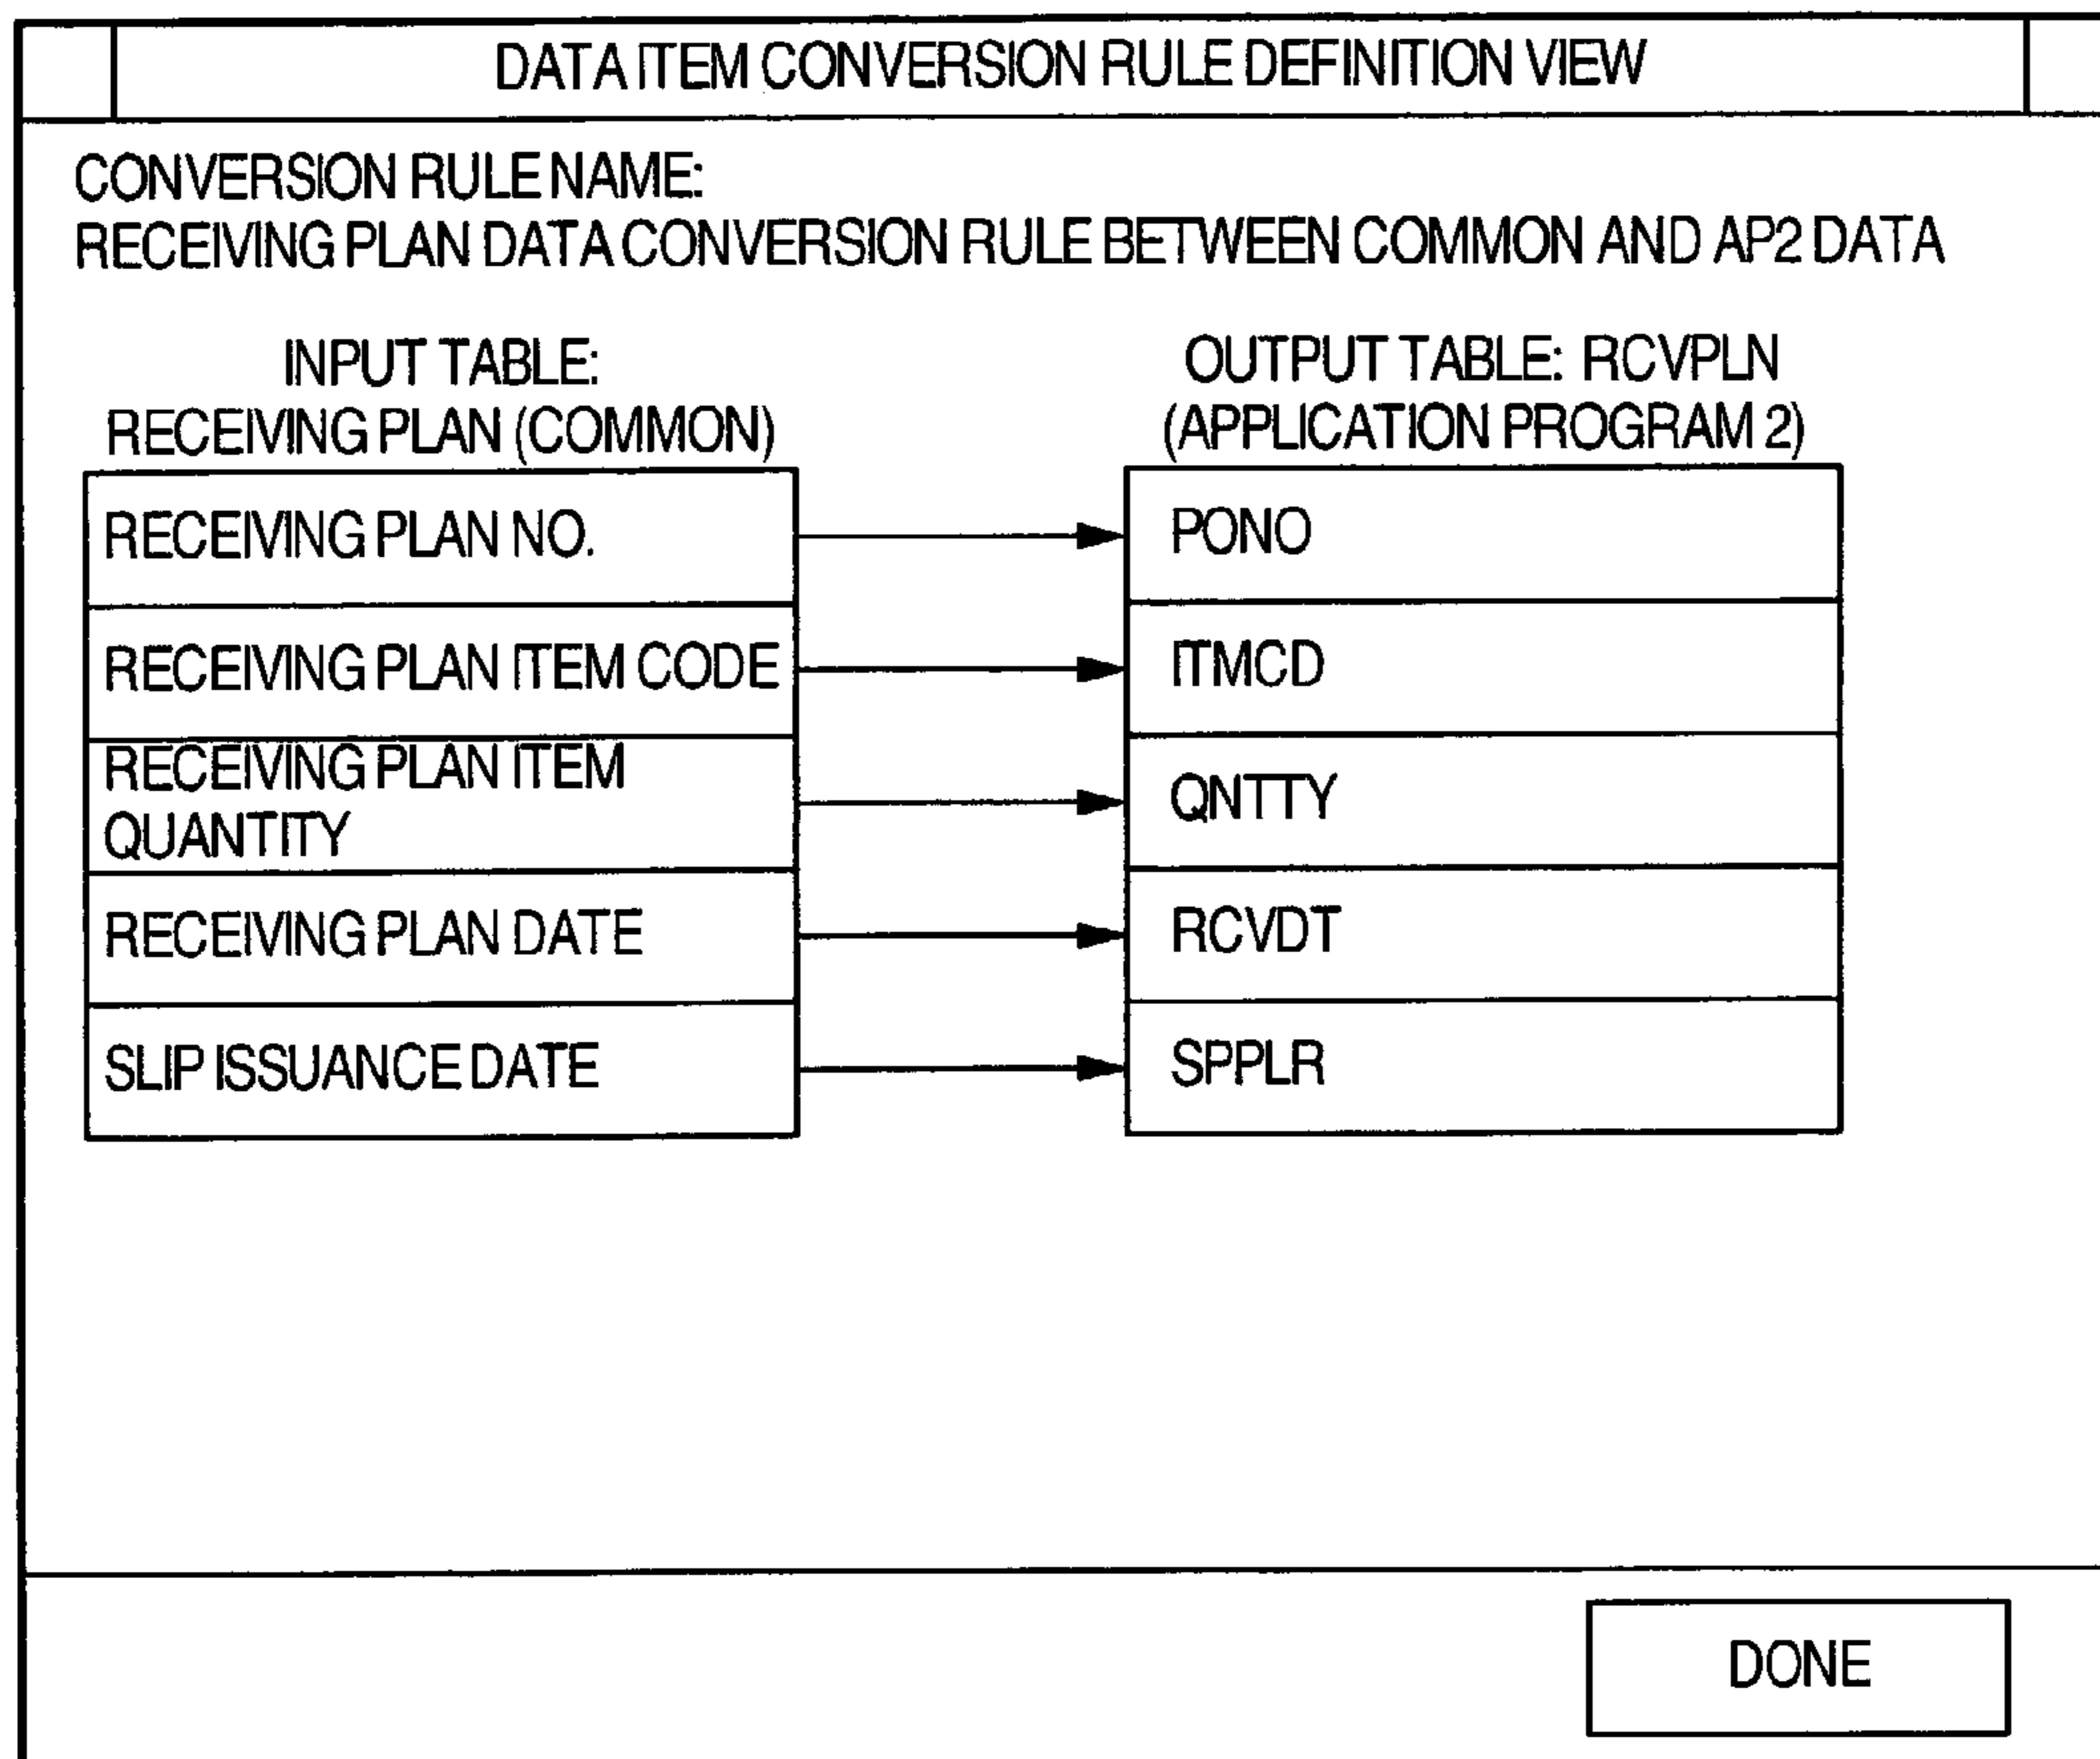 DATA ITEM CONVERSION RULE DEFINITION VIEW
CONVERSION RULE NAME:
RECEIVING PLAN DATA CONVERSION RULE BETWEEN COMMON AND AP2 DATA
INPUT TABLE:
RECEIVING PLAN (COMMON)
RECEIVING PLAN NO.
RECEIVING PLAN ITEM CODE
RECEIVING PLAN ITEM
QUANTITY
RECEIVING PLAN DATE
SLIP ISSUANCE DATE
OUTPUT TABLE: RCVPLN
(APPLICATION PROGRAM 2)
PONO
ITMCD
QNTTY
RCVDT
SPPLR
DONE